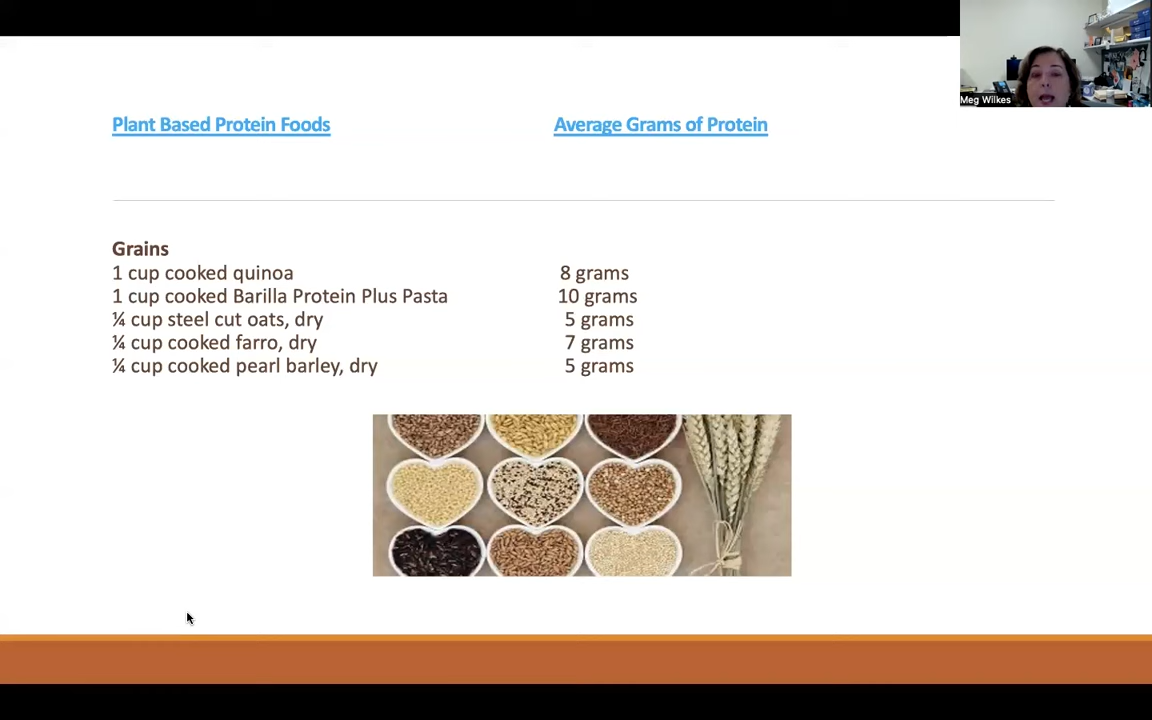 Meg Wilkes
Plant Based Protein Foods Average Grams of Protein
Grains
1 cup cooked quinoa 8 grams
1 cup cooked Barilla Protein Plus Pasta 10 grams
¼ cup steel cut oats, dry 5 grams
¼ cup cooked farro, dry 7 grams
¼ cup cooked pearl barley, dry 5 grams